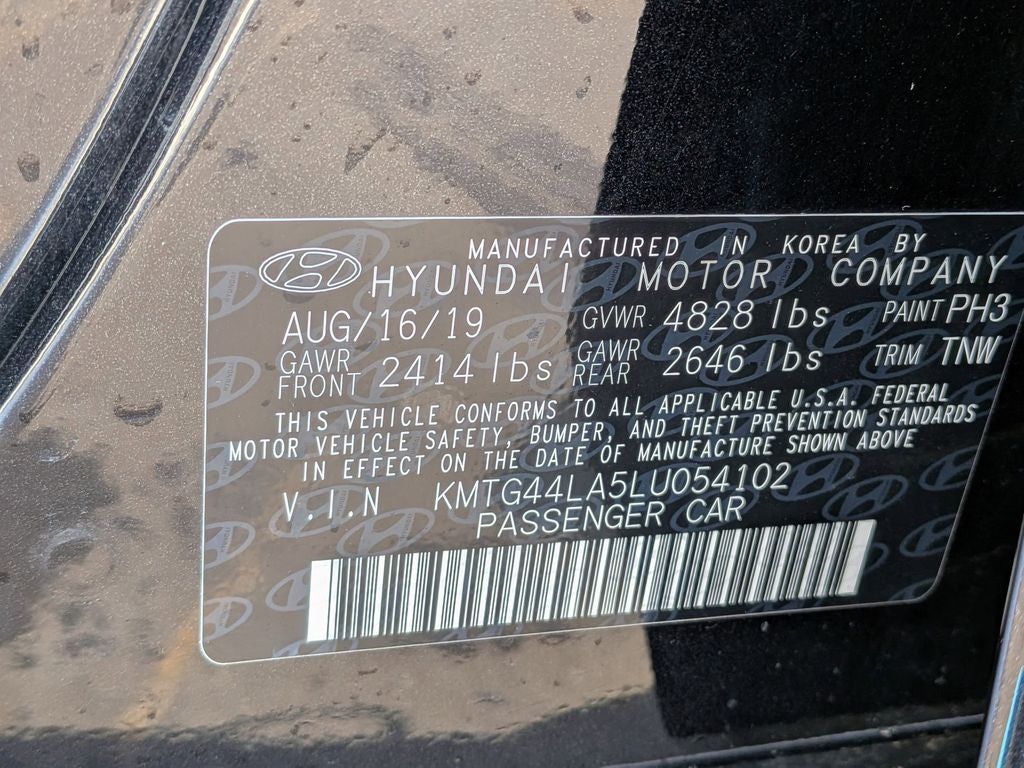 MANUFACTURED IN KOREA BY
HYUNDAI MOTOR COMPANY
AUG/16/19 GVWR 4828 lbs PAINT PH3
GAWR FRONT 2414 lbs GAWR REAR 2646 lbs TRIM TNW
THIS VEHICLE CONFORMS TO ALL APPLICABLE U.S.A. FEDERAL
MOTOR VEHICLE SAFETY, BUMPER, AND THEFT PREVENTION STANDARDS
IN EFFECT ON THE DATE OF MANUFACTURE SHOWN ABOVE
V.I.N KMTG44LA5LU054102
PASSENGER CAR